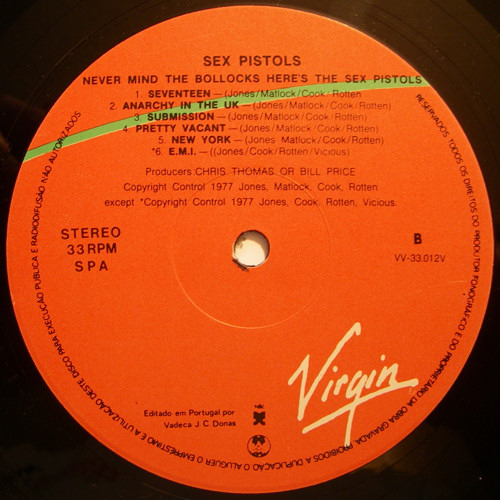 SEX PISTOLS
NEVER MIND THE BOLLOCKS HERE'S THE SEX PISTOLS
1. SEVENTEEN —(Jones/Matlock/Cook/Rotten
2. ANARCHY IN THE UK —(Jones/Matlock/Cook/Rotten)
3. SUBMISSION —(Jones/Matlock/Cook/Rotten)
4. PRETTY VACANT —(Jones/Matlock/Cook/Rotten)
5. NEW YORK —(Jones/Matlock/Cook/Rotten)
*6. E.M.I. —((Jones/Cook/Rotten/Vicious)
Producers CHRIS THOMAS OR BILL PRICE
Copyright Control 1977 Jones, Matlock, Cook, Rotten
except *Copyright Control 1977 Jones, Cook, Rotten, Vicious.
STEREO
33 RPM
SPA
B
VV-33.012V
Virgin
Editado em Portugal por
Vadeca J.C. Donas
RESERVADOS TODOS OS DIREITOS DO PRODUTOR FONOGRÁFICO E DO PROPRIETÁRIO DA OBRA GRAVADA. PROIBIDOS A DUPLICAÇÃO O ALUGUER O EMPRÉSTIMO E A UTILIZAÇÃO DESTE DISCO PARA EXECUÇÃO PÚBLICA E RADIODIFUSÃO NÃO AUTORIZADOS